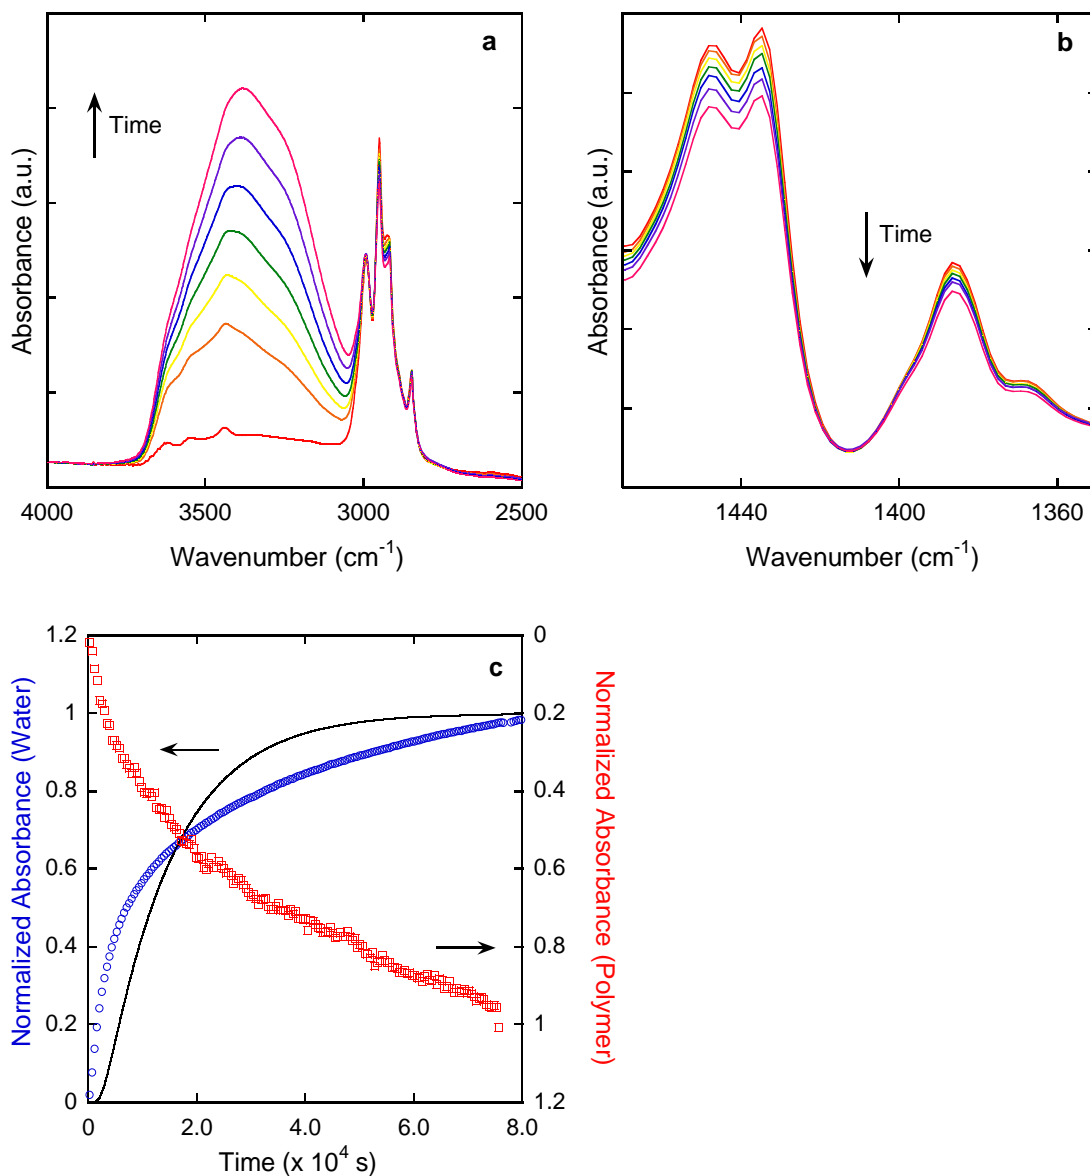 a
Time
Absorbance (a.u.)
4000 3500 3000 2500
Wavenumber (cm⁻¹)
b
Time
Absorbance (a.u.)
1440 1400 1360
Wavenumber (cm⁻¹)
c
Normalized Absorbance (Water)
1.2
1
0.8
0.6
0.4
0.2
0
0
0.2
0.4
0.6
0.8
1
1.2
Normalized Absorbance (Polymer)
0 2.0 4.0 6.0 8.0
Time (x 10⁴ s)